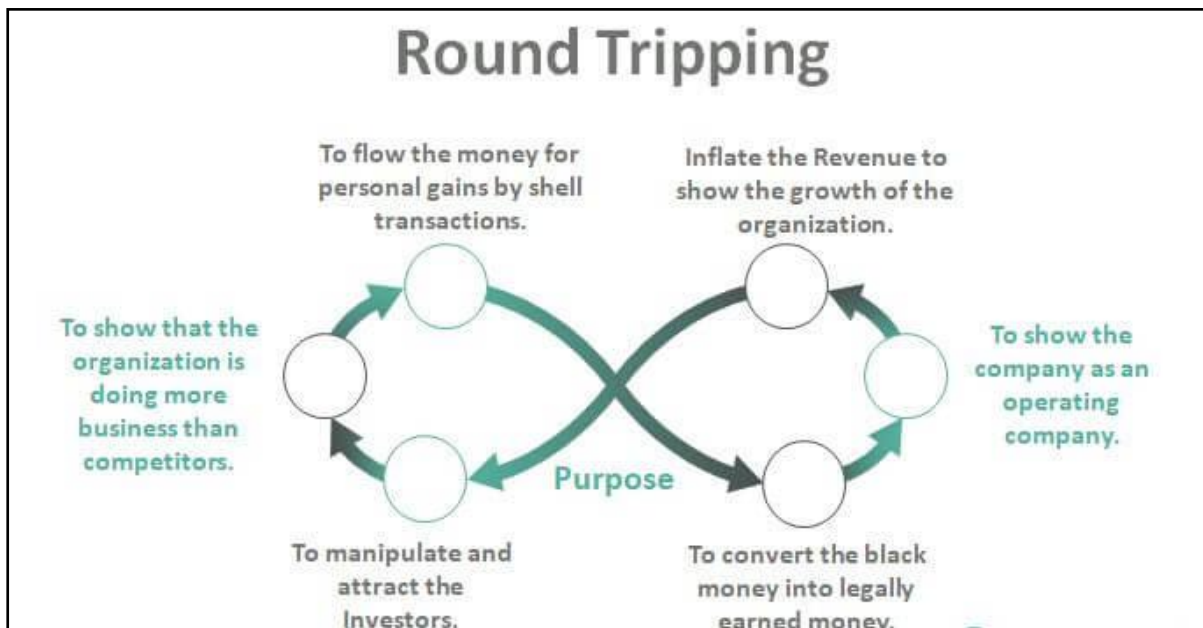 Round Tripping
To flow the money for
personal gains by shell
transactions.
Inflate the Revenue to
show the growth of the
organization.
To show that the
organization is
doing more
business than
competitors.
To show the
company as an
operating
company.
Purpose
To manipulate and
attract the
Investors.
To convert the black
money into legally
earned money.